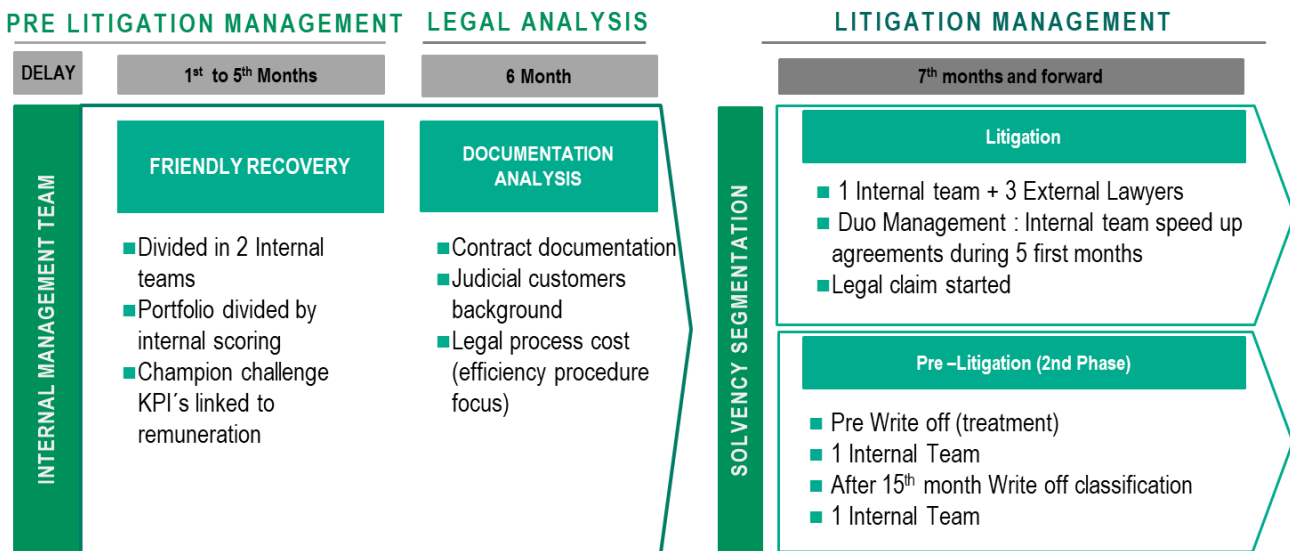 PRE LITIGATION MANAGEMENT
LEGAL ANALYSIS
LITIGATION MANAGEMENT
DELAY
1st to 5th Months
6 Month
7th months and forward
INTERNAL MANAGEMENT TEAM
FRIENDLY RECOVERY
Divided in 2 Internal
teams
Portfolio divided by
internal scoring
Champion challenge
KPI´s linked to
remuneration
DOCUMENTATION
ANALYSIS
Contract documentation
Judicial customers
background
Legal process cost
(efficiency procedure
focus)
SOLVENCY SEGMENTATION
Litigation
1 Internal team + 3 External Lawyers
Duo Management : Internal team speed up
agreements during 5 first months
Legal claim started
Pre –Litigation (2nd Phase)
Pre Write off (treatment)
1 Internal Team
After 15th month Write off classification
1 Internal Team